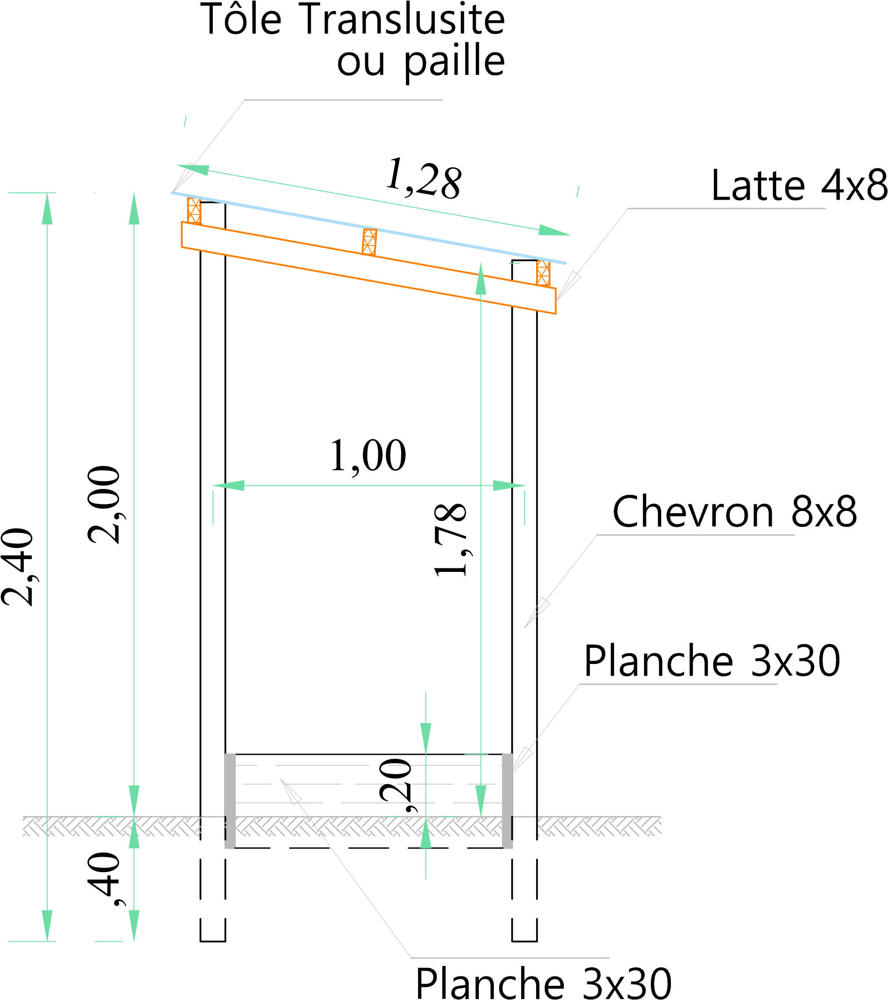 Tôle Translusite
ou paille
1,28
Latte 4x8
1,00
2,00
1,78
2,40
Chevron 8x8
Planche 3x30
,20
,40
Planche 3x30